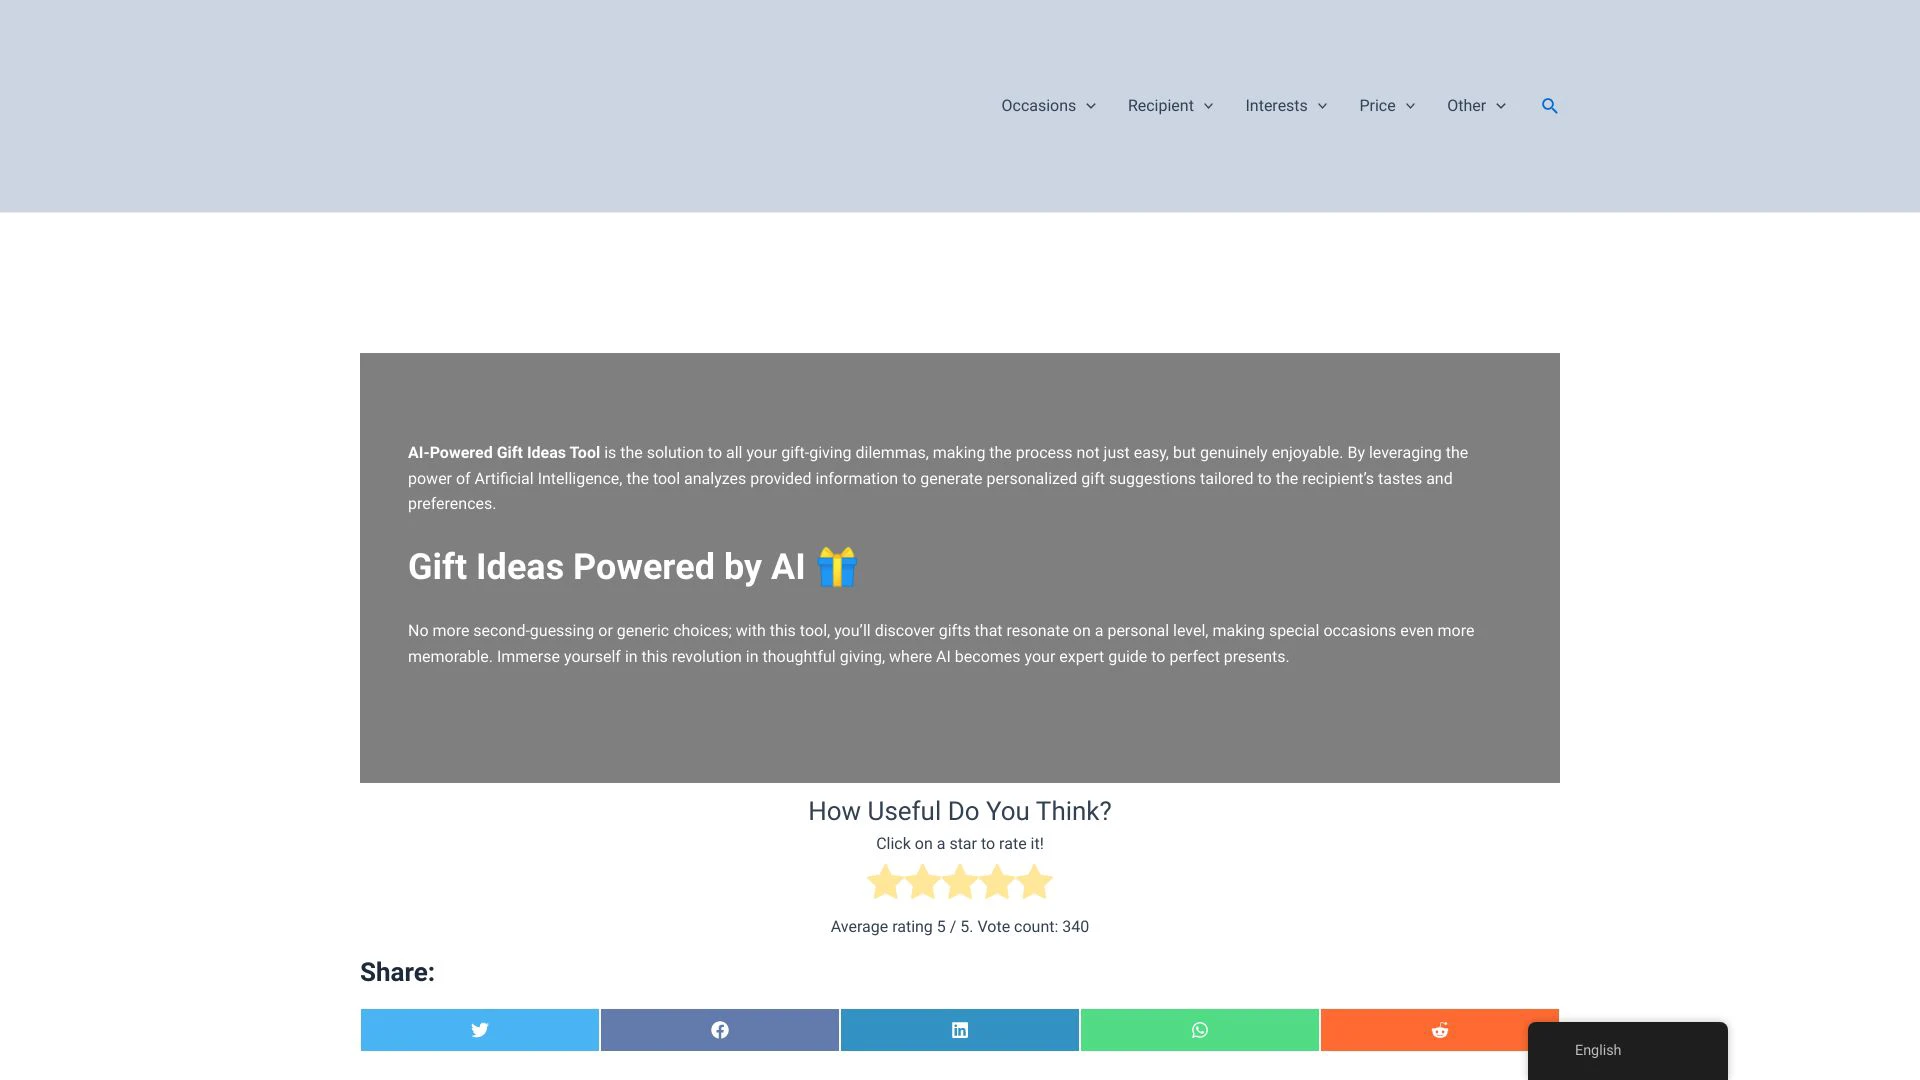 Occasions
Recipient
Interests
Price
Other
AI-Powered Gift Ideas Tool is the solution to all your gift-giving dilemmas, making the process not just easy, but genuinely enjoyable. By leveraging the
power of Artificial Intelligence, the tool analyzes provided information to generate personalized gift suggestions tailored to the recipient’s tastes and
preferences.
Gift Ideas Powered by AI
No more second-guessing or generic choices; with this tool, you’ll discover gifts that resonate on a personal level, making special occasions even more
memorable. Immerse yourself in this revolution in thoughtful giving, where AI becomes your expert guide to perfect presents.
How Useful Do You Think?
Click on a star to rate it!
Average rating 5 / 5. Vote count: 340
Share:
English